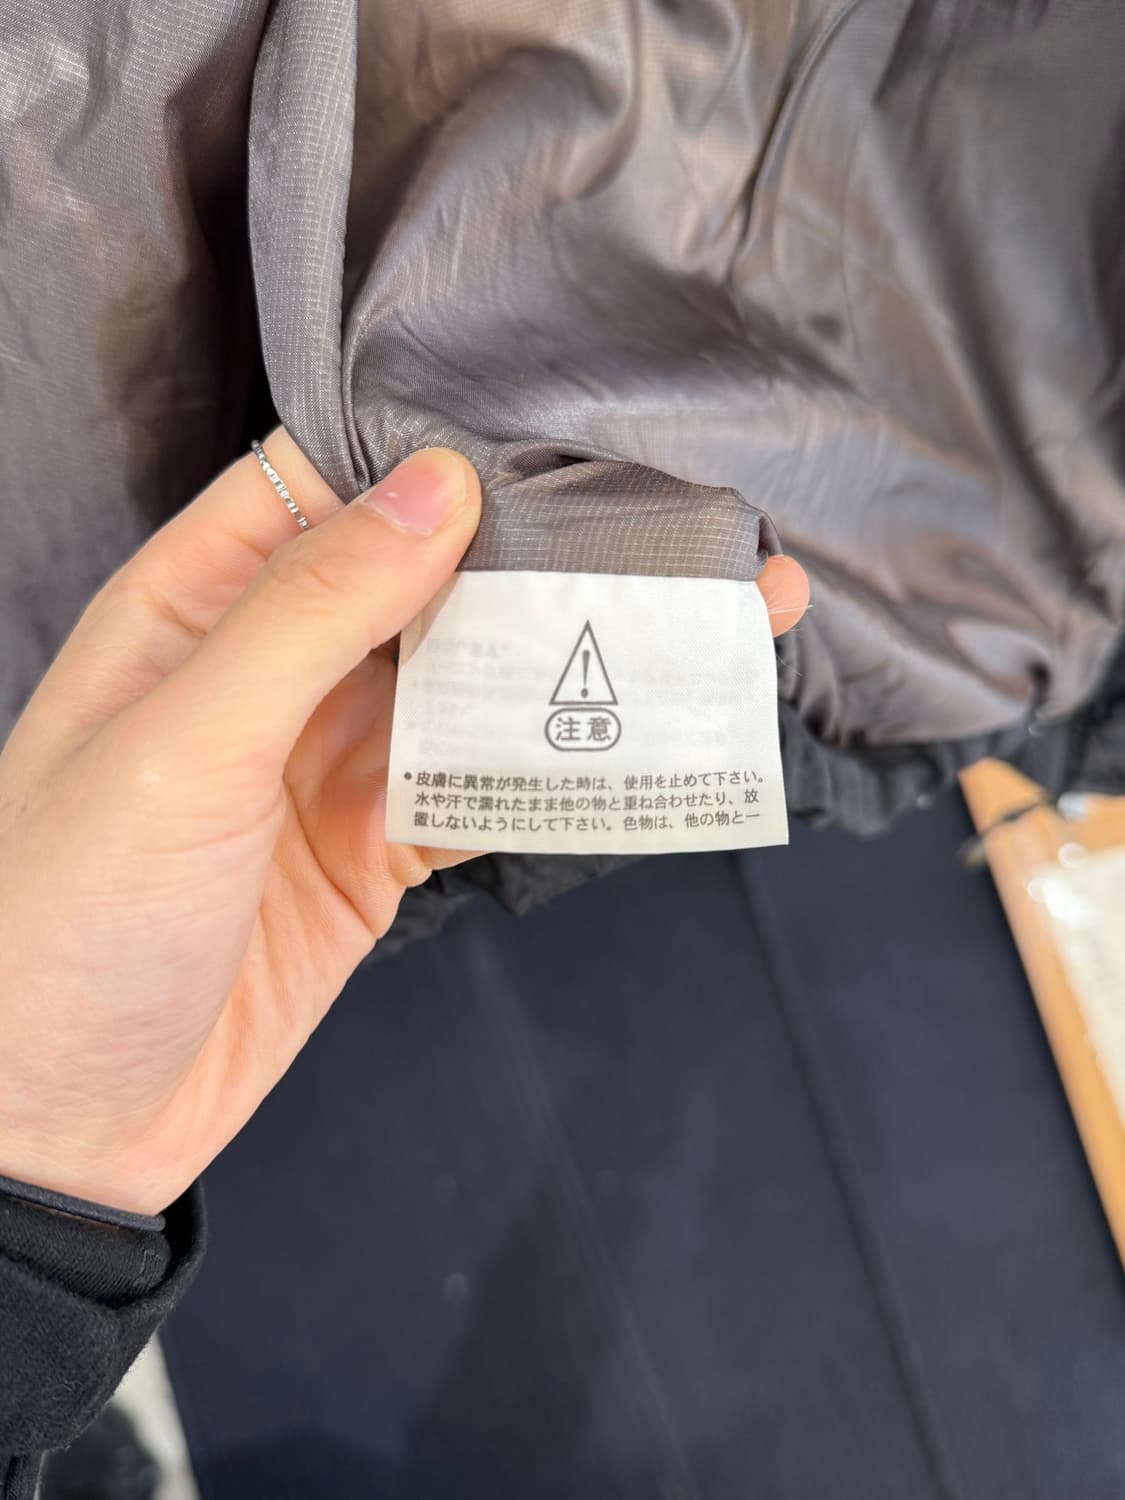 注意
●皮膚に異常が発生した時は、使用を止めて下さい。
水や汗で濡れたまま他の物と重ね合わせたり、放
置しないようにして下さい。色物は、他の物と一